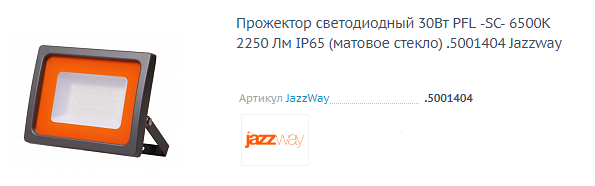 Прожектор светодиодный 30Вт PFL -SC- 6500K
2250 Лм IP65 (матовое стекло) .5001404 Jazzway
Артикул JazzWay .5001404
jazzway